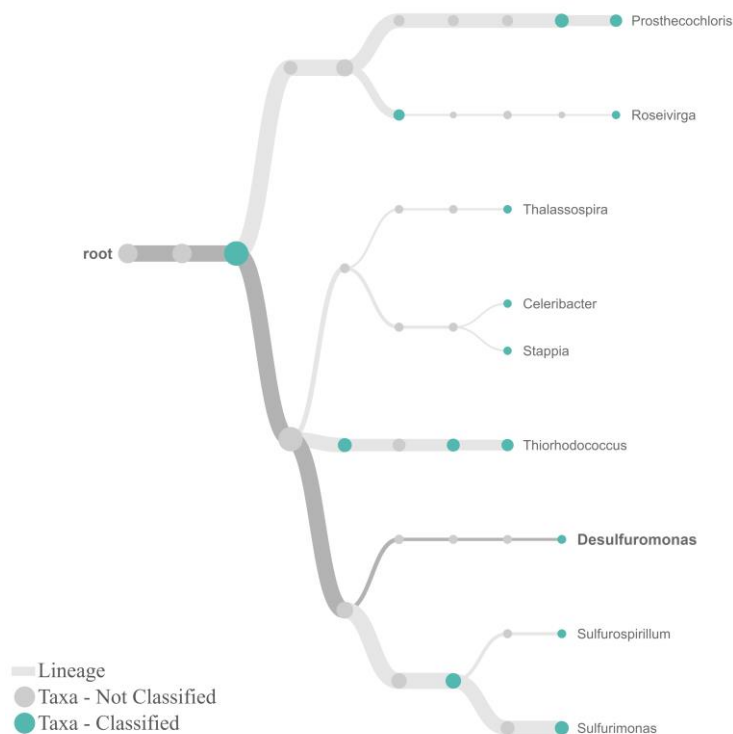 Prosthecochloris
Roseivirga
Thalassospira
root
Celeribacter
Stappia
Thiorhodococcus
Desulfuromonas
Sulfurospirillum
Lineage
Taxa - Not Classified
Taxa - Classified
Sulfurimonas